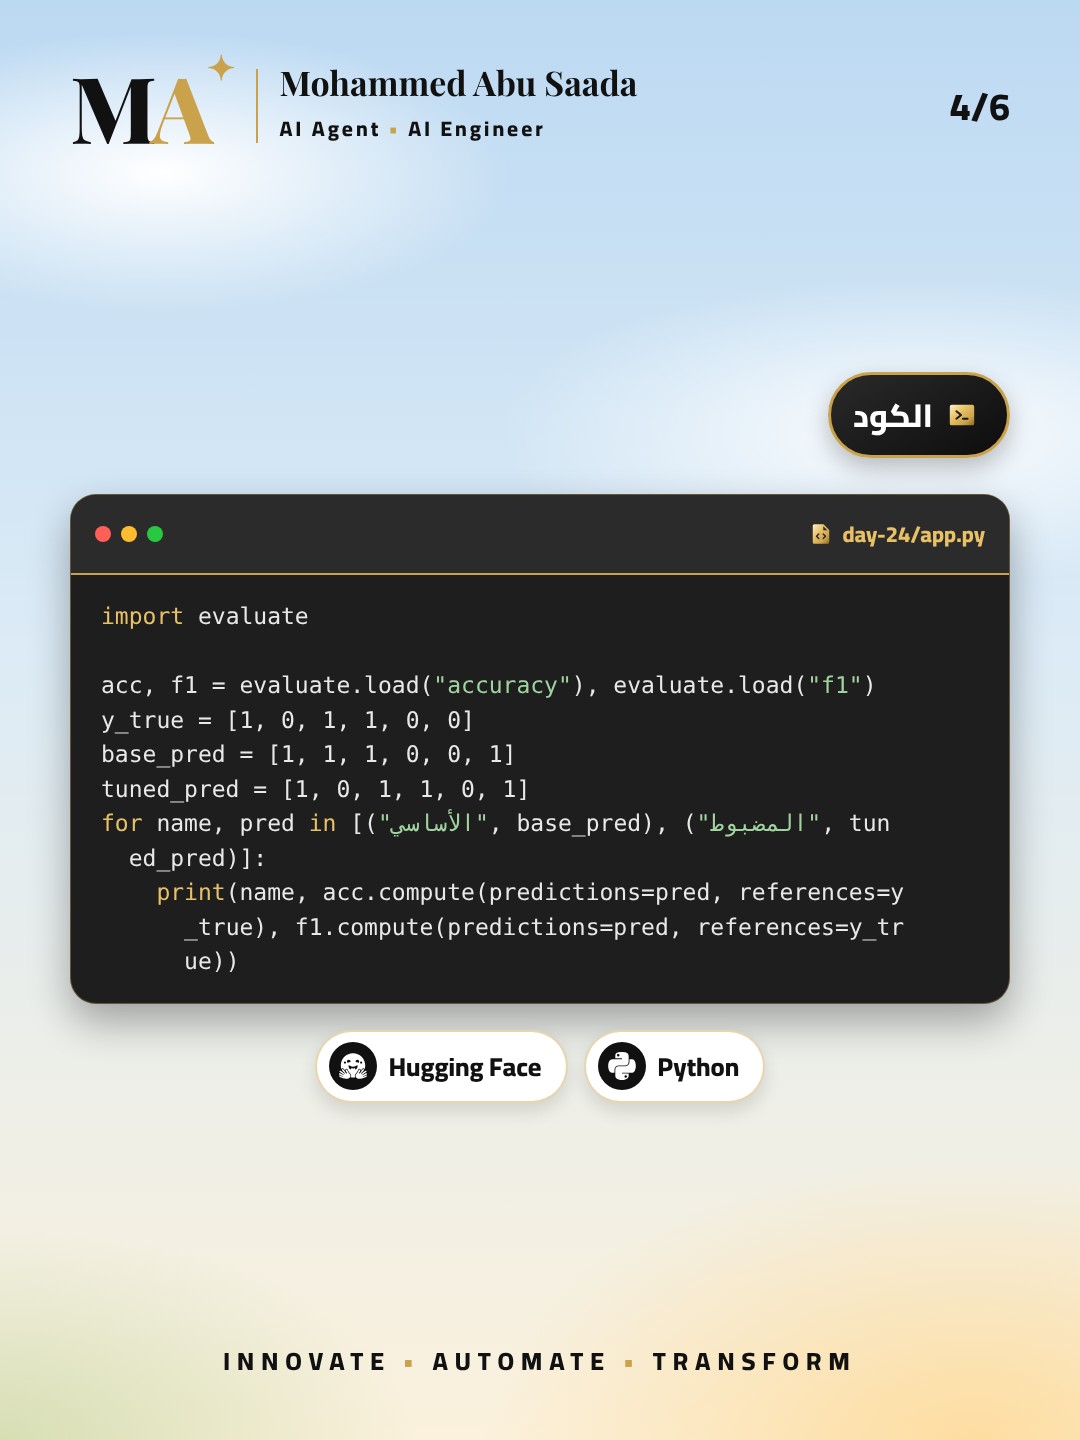 MA
Mohammed Abu Saada
AI Agent ▪ AI Engineer
4/6
الكود
day-24/app.py
import evaluate
acc, f1 = evaluate.load("accuracy"), evaluate.load("f1")
y_true = [1, 0, 1, 1, 0, 0]
base_pred = [1, 1, 1, 0, 0, 1]
tuned_pred = [1, 0, 1, 1, 0, 1]
for name, pred in [("الأساسي", base_pred), ("المضبوط", tun
ed_pred)]:
print(name, acc.compute(predictions=pred, references=y
_true), f1.compute(predictions=pred, references=y_tr
ue))
Hugging Face
Python
INNOVATE ▪ AUTOMATE ▪ TRANSFORM